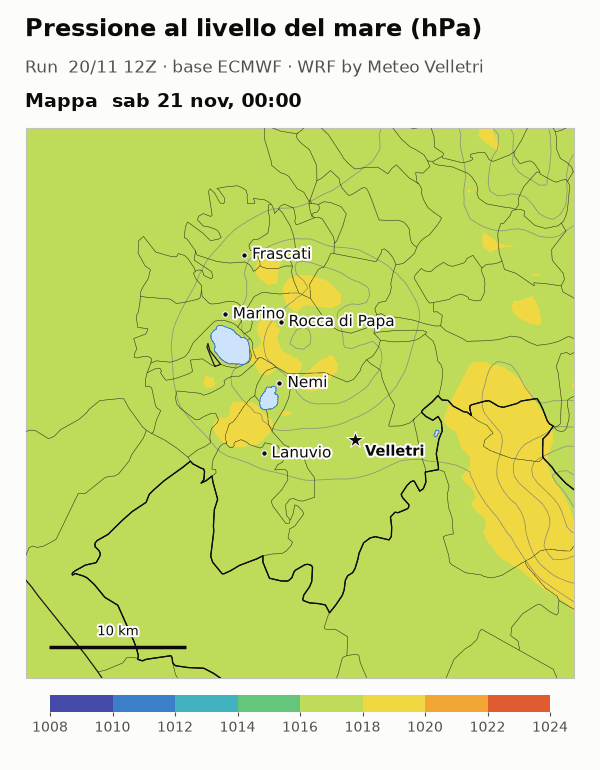 Pressione al livello del mare (hPa)
Run  20/11 12Z · base ECMWF · WRF by Meteo Velletri
Mappa  sab 21 nov, 00:00
Frascati
Marino
Rocca di Papa
Nemi
Velletri
Lanuvio
10 km
1008 1010 1012 1014 1016 1018 1020 1022 1024